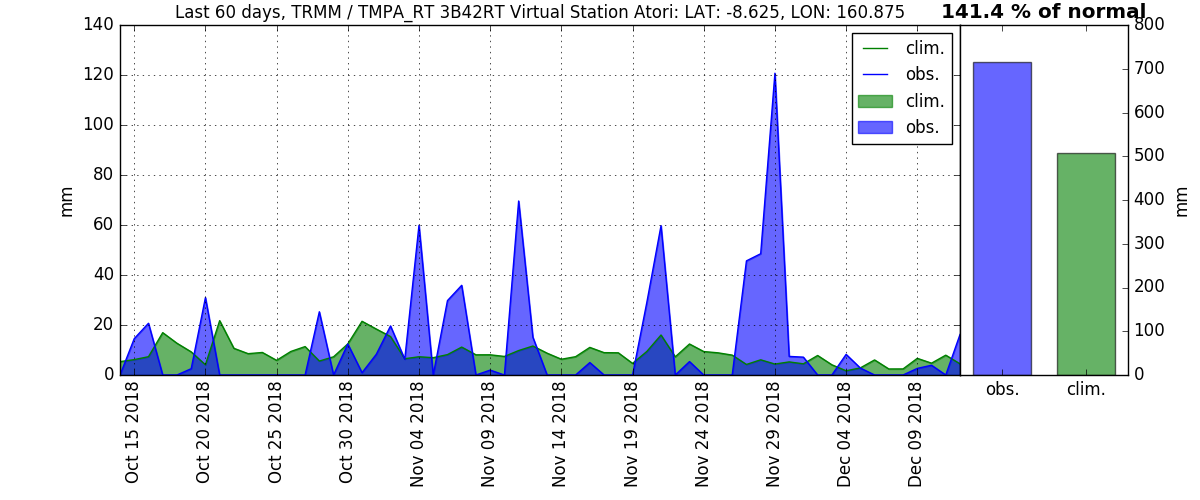 Last 60 days, TRMM / TMPA_RT 3B42RT Virtual Station Atori: LAT: -8.625, LON: 160.875
141.4 % of normal
mm
140
120
100
80
60
40
20
0
clim.
obs.
clim.
obs.
800
700
600
500
400
300
200
100
0
mm
Oct 15 2018
Oct 20 2018
Oct 25 2018
Oct 30 2018
Nov 04 2018
Nov 09 2018
Nov 14 2018
Nov 19 2018
Nov 24 2018
Nov 29 2018
Dec 04 2018
Dec 09 2018
obs.
clim.